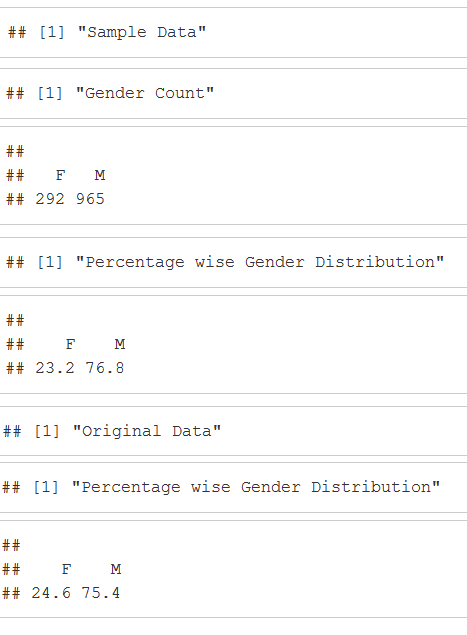 ## [1] "Sample Data"
## [1] "Gender Count"
##
##   F   M
## 292 965
## [1] "Percentage wise Gender Distribution"
##
##    F    M
## 23.2 76.8
## [1] "Original Data"
## [1] "Percentage wise Gender Distribution"
##
##    F    M
## 24.6 75.4